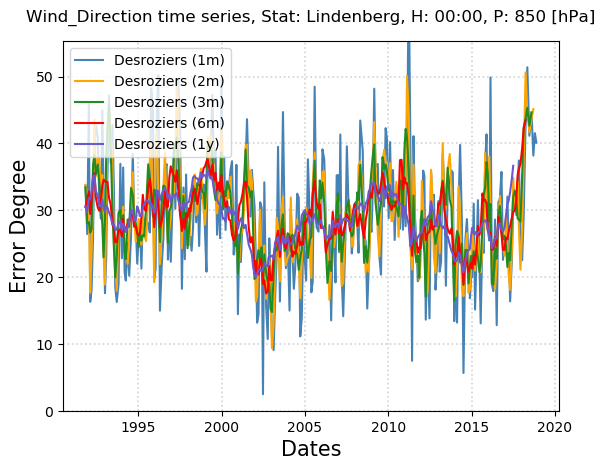 Wind_Direction time series, Stat: Lindenberg, H: 00:00, P: 850 [hPa]
Desroziers (1m)
Desroziers (2m)
Desroziers (3m)
Desroziers (6m)
Desroziers (1y)
Error Degree
50
40
30
20
10
0
1995 2000 2005 2010 2015 2020
Dates